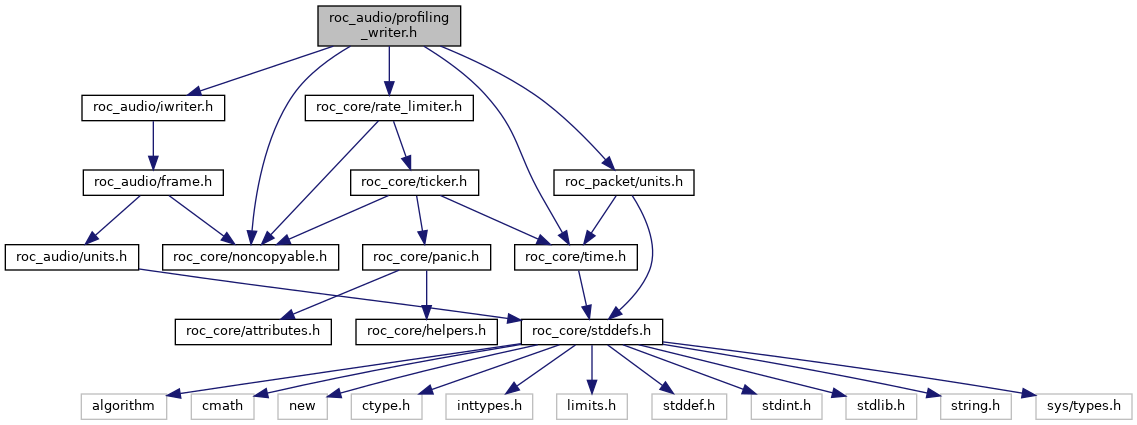 roc_audio/profiling
_writer.h
roc_audio/iwriter.h
roc_core/rate_limiter.h
roc_audio/frame.h
roc_core/ticker.h
roc_packet/units.h
roc_audio/units.h
roc_core/noncopyable.h
roc_core/panic.h
roc_core/time.h
roc_core/attributes.h
roc_core/helpers.h
roc_core/stddefs.h
algorithm
cmath
new
ctype.h
inttypes.h
limits.h
stddef.h
stdint.h
stdlib.h
string.h
sys/types.h